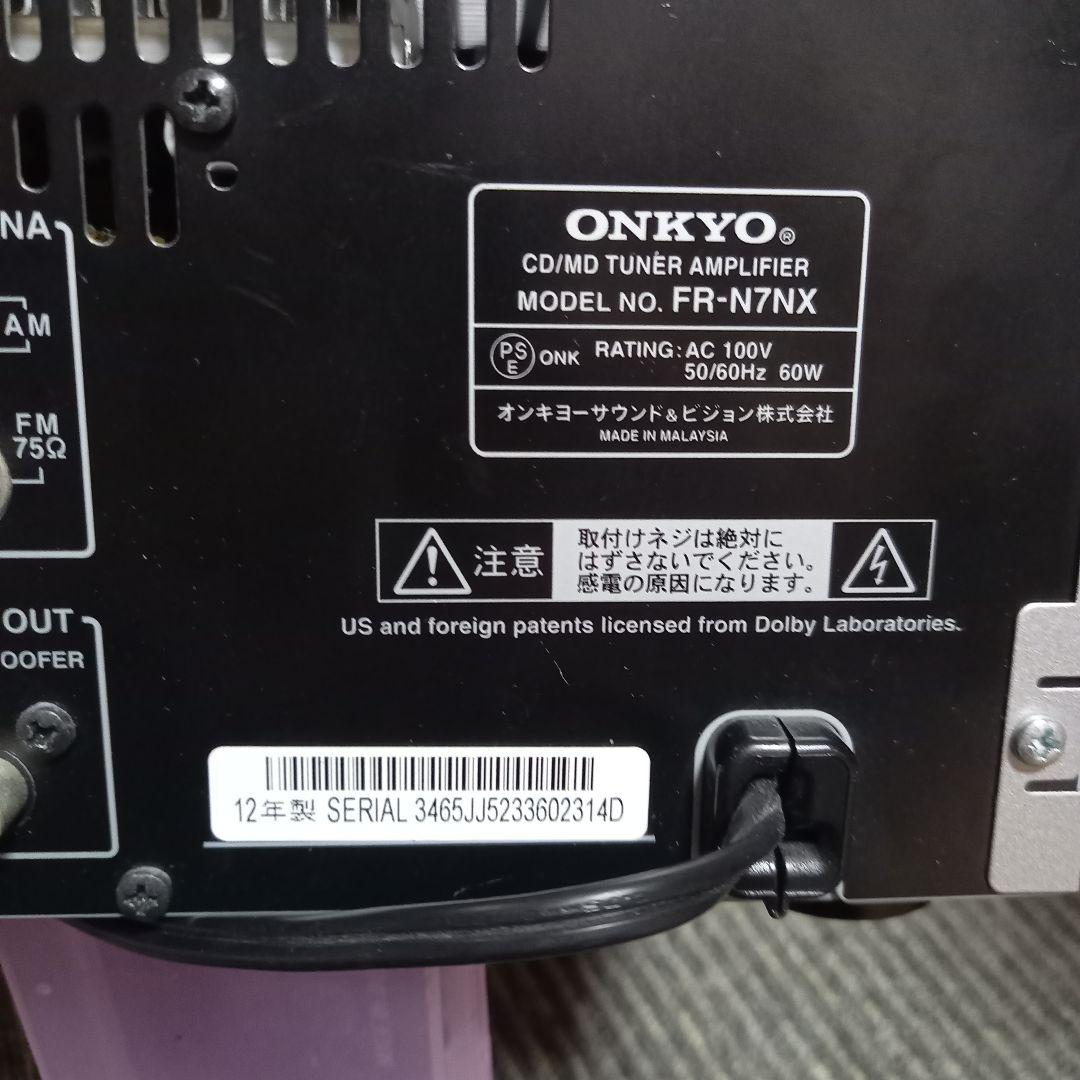 NA
AM
FM
75Ω
OUT
OOFER
ONKYO®
CD/MD TUNER AMPLIFIER
MODEL NO. FR-N7NX
PSE ONK RATING: AC 100V
50/60Hz 60W
オンキヨーサウンド&ビジョン株式会社
MADE IN MALAYSIA
注意
取付けネジは絶対に
はずさないでください。
感電の原因になります。
US and foreign patents licensed from Dolby Laboratories.
12年製 SERIAL 3465JJ5233602314D